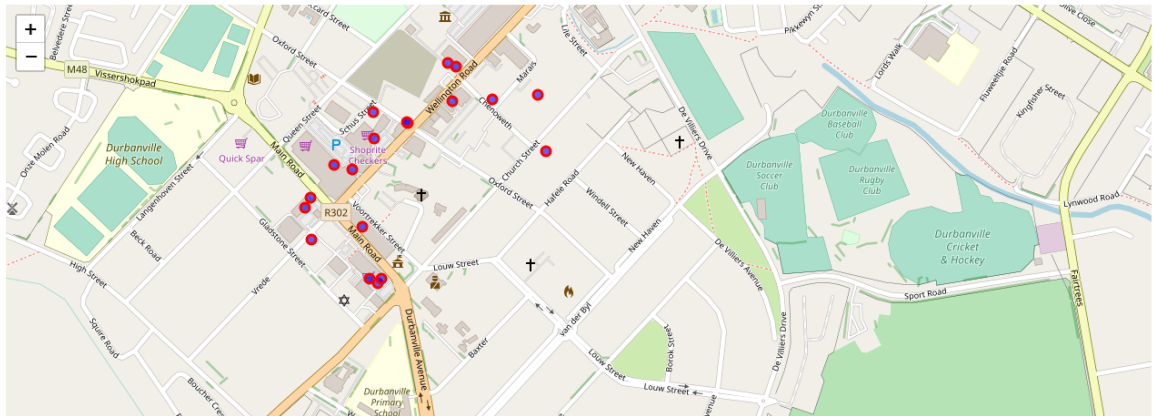 +
−
Belvedere Street
M48
Vissershokpad
Oxford Street
Wellington Road
Marais
Lile Street
Pikkewyn St
Lords Walk
Fluweeltjie Road
Kingfisher Street
Olive Close
Onze Molen Road
Durbanville
High School
Queen Street
Schus Street
P
Shoprite
Checkers
Quick Spar
Main Road
Chenoweth
Church Street
De Villiers Drive
Durbanville
Baseball
Club
Durbanville
Soccer
Club
Durbanville
Rugby
Club
Lynwood Road
Langenhoven Street
Oxford Street
Hafele Road
New Haven
Windell Street
R302
Voortrekker Street
Main Road
Gladstone Street
Beck Road
High Street
Vrede
Louw Street
New Haven
De Villiers Avenue
Durbanville
Cricket
& Hockey
Sport Road
Fairtrees
Squire Road
Boucher Cres
Durbanville Avenue
Baxter
van der Byl
Louw Street
Borok Street
De Villiers Drive
Louw Street
Avenue
Durbanville
Primary
School